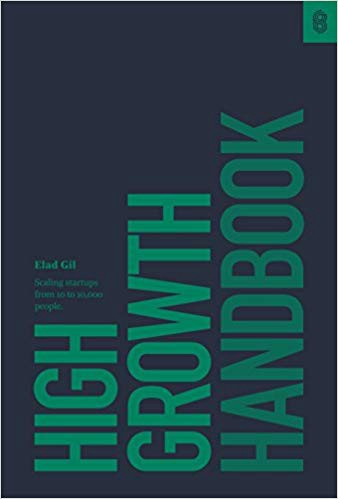 Elad Gil
Scaling startups
from 10 to 10,000
people.
HIGH
GROWTH
HANDBOOK